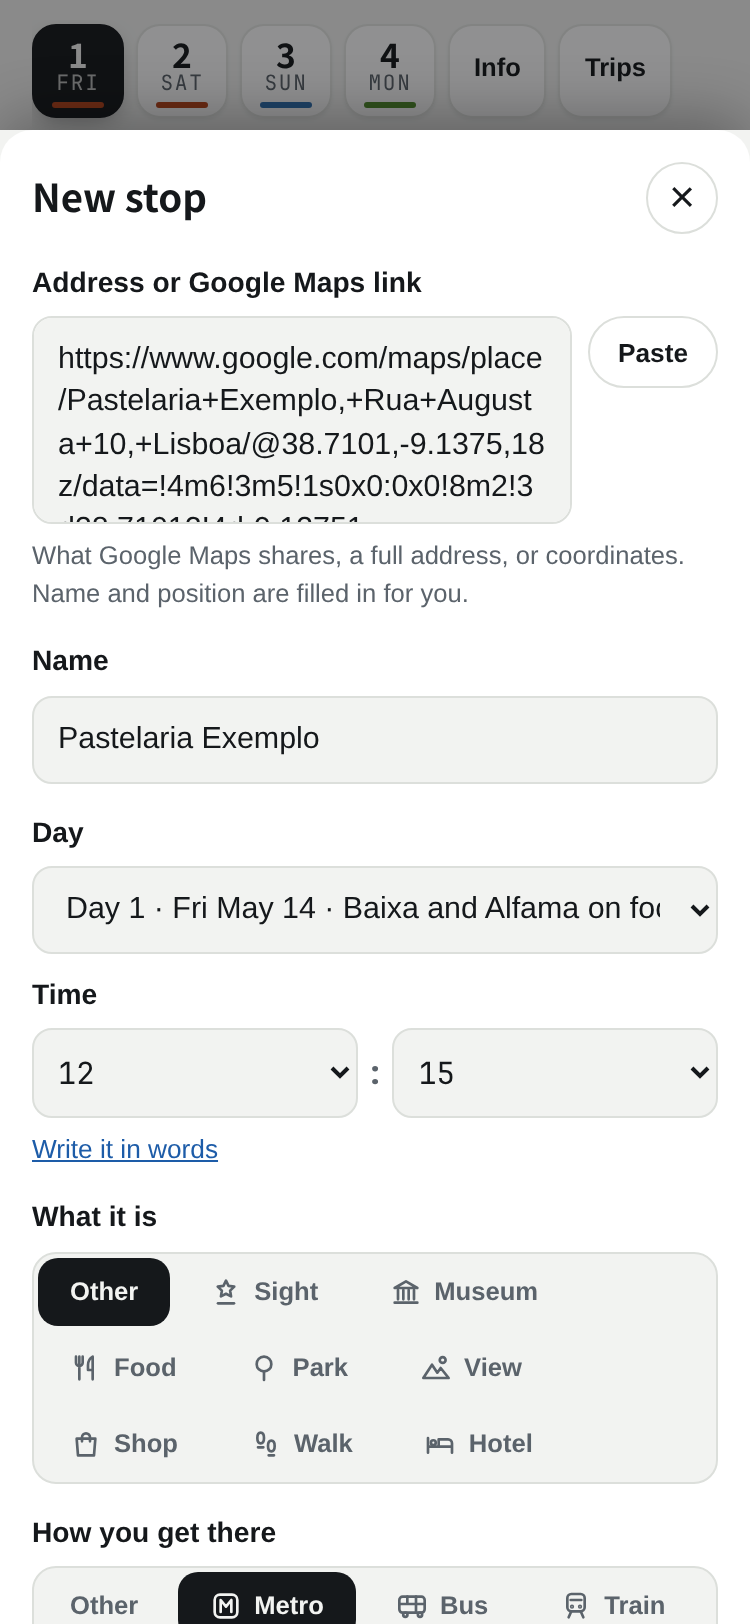 1 FRI
2 SAT
3 SUN
4 MON
Info
Trips
New stop
Address or Google Maps link
https://www.google.com/maps/place
/Pastelaria+Exemplo,+Rua+August
a+10,+Lisboa/@38.7101,-9.1375,18
z/data=!4m6!3m5!1s0x0:0x0!8m2!3
Paste
What Google Maps shares, a full address, or coordinates.
Name and position are filled in for you.
Name
Pastelaria Exemplo
Day
Day 1 · Fri May 14 · Baixa and Alfama on
Time
12 : 15
Write it in words
What it is
Other Sight Museum
Food Park View
Shop Walk Hotel
How you get there
Other Metro Bus Train